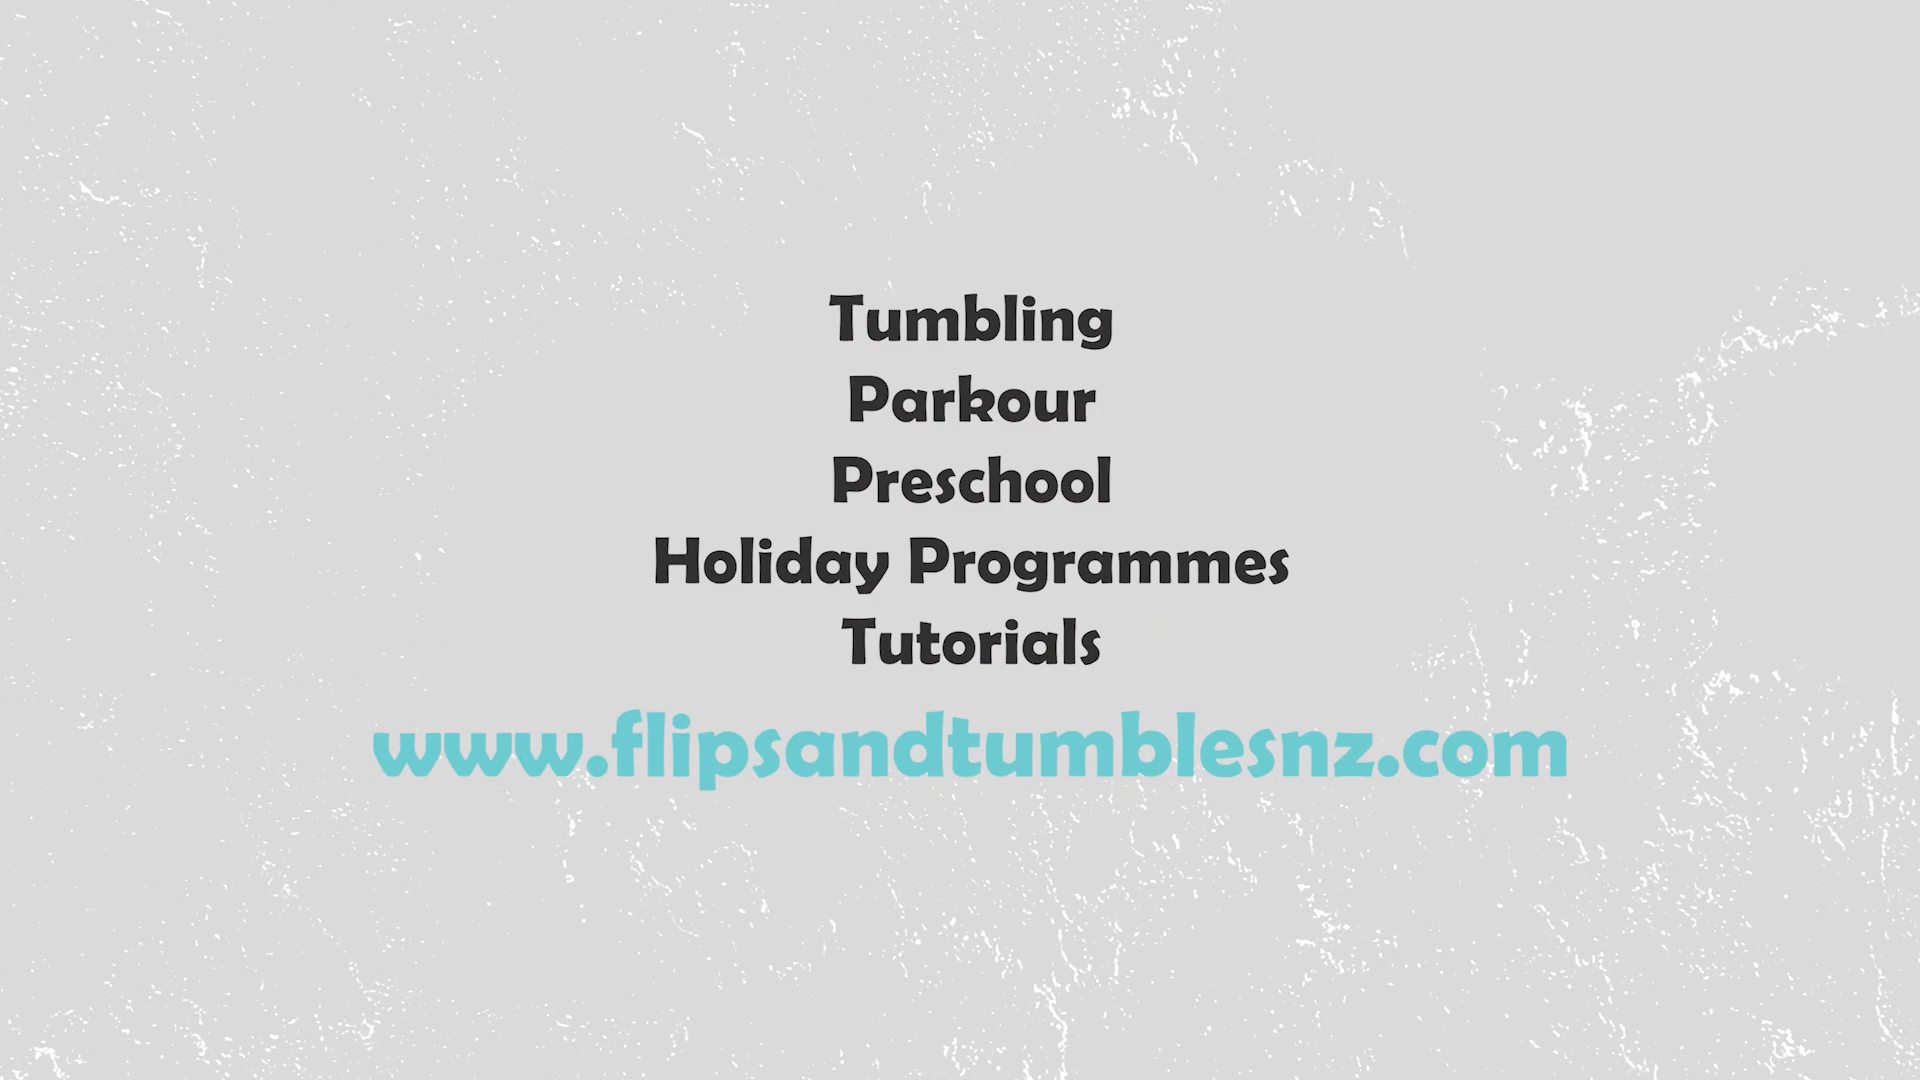 Tumbling
Parkour
Preschool
Holiday Programmes
Tutorials
www.flipsandtumblesnz.com